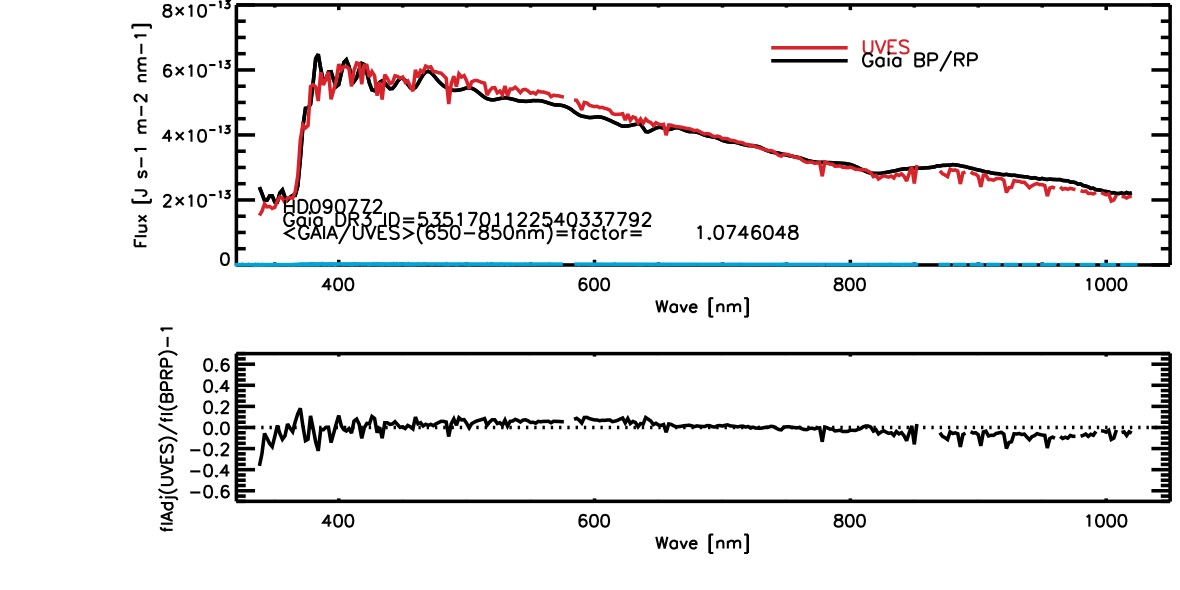 8×10−13
6×10−13
4×10−13
2×10−13
0
Flux [J s−1 m−2 nm−1]
UVES
Gaia BP/RP
HD090772
Gaia DR3 ID=5351701122540337792
<GAIA/UVES>(650−850nm)=factor= 1.0746048
400 600 800 1000
Wave [nm]
flAdj(UVES)/fl(BPRP)−1
0.6
0.4
0.2
0.0
−0.2
−0.4
−0.6
400 600 800 1000
Wave [nm]